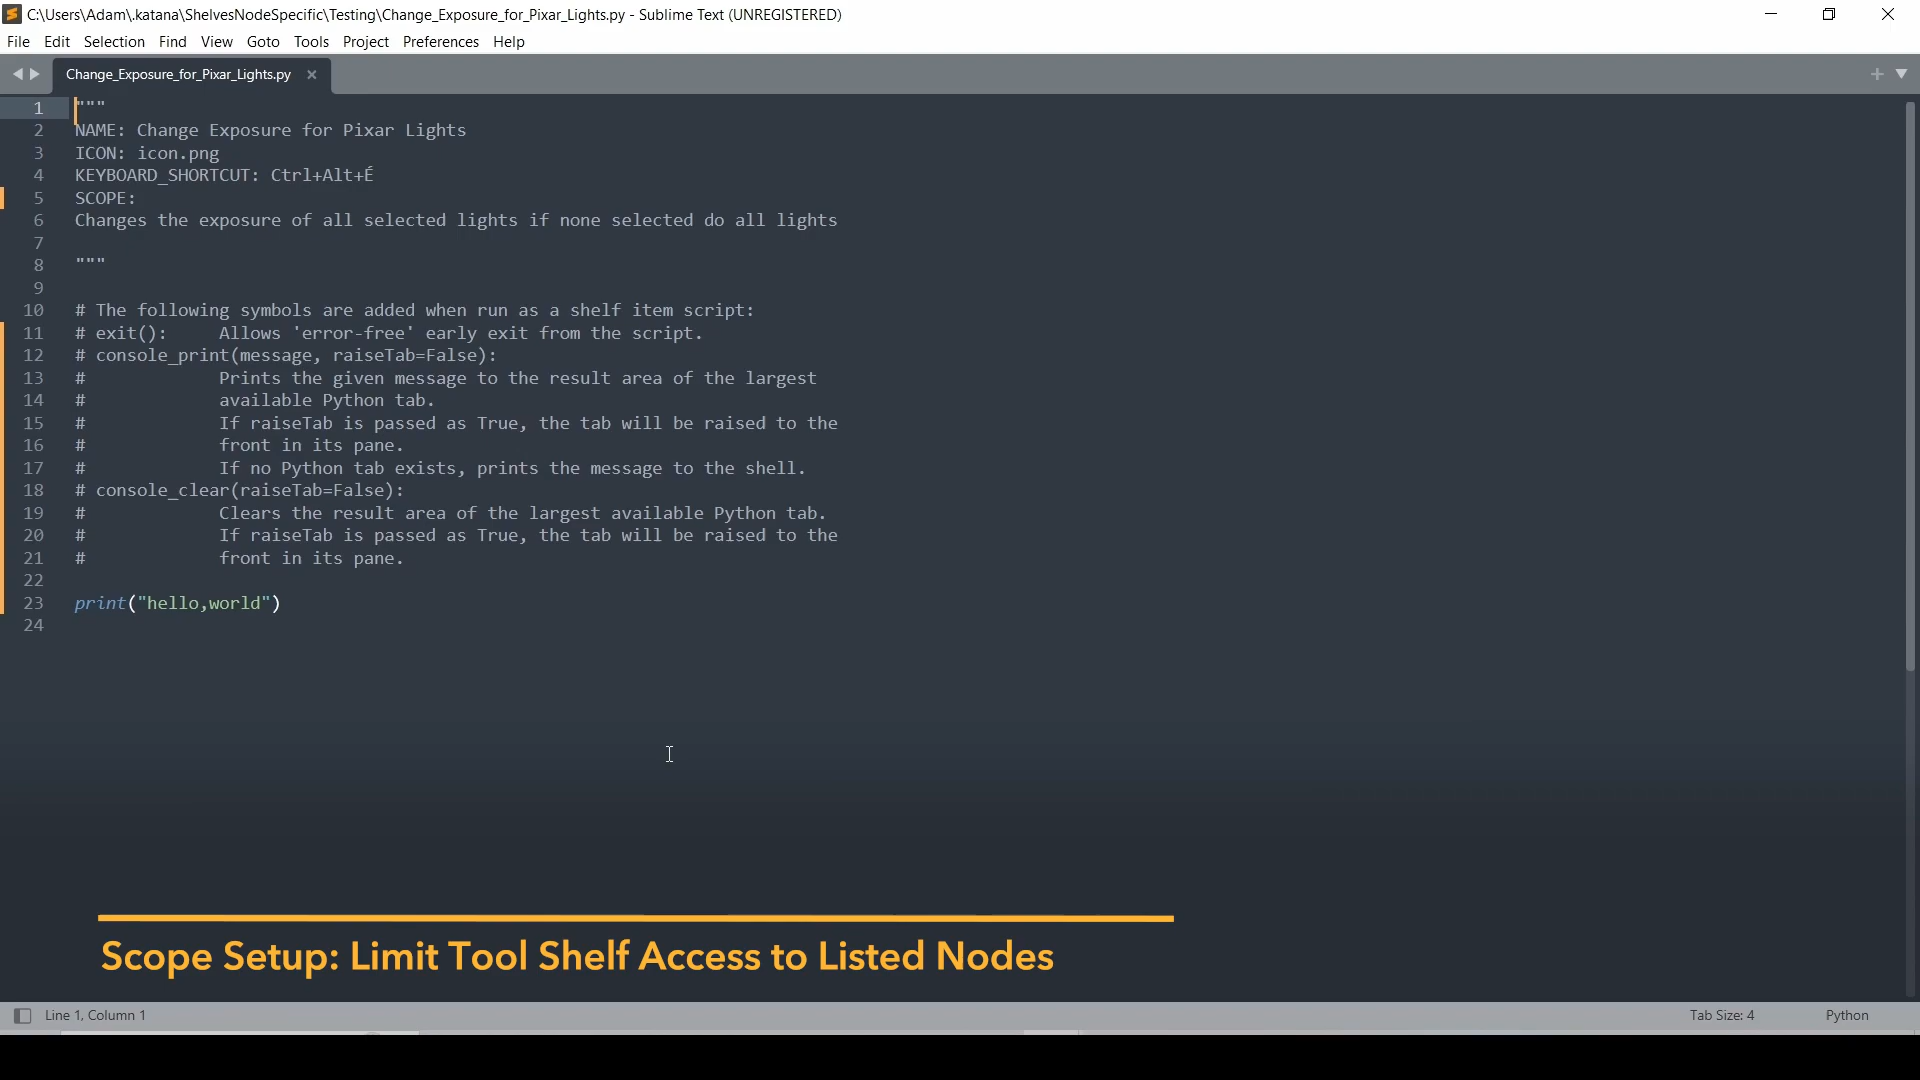 C:\Users\Adam\.katana\ShelvesNodeSpecific\Testing\Change_Exposure_for_Pixar_Lights.py - Sublime Text (UNREGISTERED)
File Edit Selection Find View Goto Tools Project Preferences Help
Change_Exposure_for_Pixar_Lights.py
1 """
2 NAME: Change Exposure for Pixar Lights
3 ICON: icon.png
4 KEYBOARD_SHORTCUT: Ctrl+Alt+É
5 SCOPE:
6 Changes the exposure of all selected lights if none selected do all lights
7
8 """
9
10 # The following symbols are added when run as a shelf item script:
11 # exit():     Allows 'error-free' early exit from the script.
12 # console_print(message, raiseTab=False):
13 #             Prints the given message to the result area of the largest
14 #             available Python tab.
15 #             If raiseTab is passed as True, the tab will be raised to the
16 #             front in its pane.
17 #             If no Python tab exists, prints the message to the shell.
18 # console_clear(raiseTab=False):
19 #             Clears the result area of the largest available Python tab.
20 #             If raiseTab is passed as True, the tab will be raised to the
21 #             front in its pane.
22
23 print("hello,world")
24
Scope Setup: Limit Tool Shelf Access to Listed Nodes
Line 1, Column 1 Tab Size: 4 Python